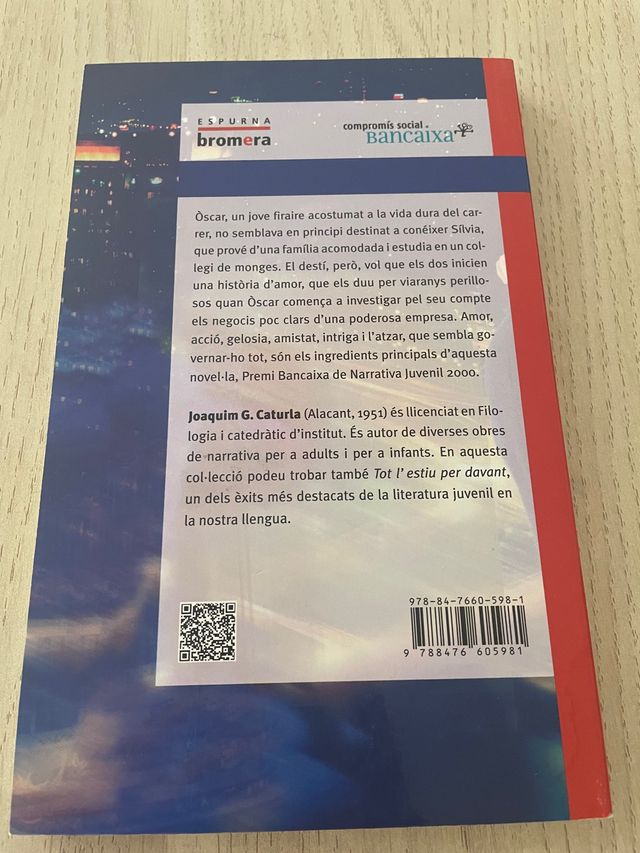 ESPURNA
bromera
compromís social
Bancaixa
Òscar, un jove firaire acostumat a la vida dura del car-
rer, no semblava en principi destinat a conéixer Sílvia,
que prové d'una família acomodada i estudia en un col-
legi de monges. El destí, però, vol que els dos inicien
una història d'amor, que els duu per viaranys perillo-
sos quan Òscar comença a investigar pel seu compte
els negocis poc clars d'una poderosa empresa. Amor,
acció, gelosia, amistat, intriga i l'atzar, que sembla go-
vernar-ho tot, són els ingredients principals d'aquesta
novel·la, Premi Bancaixa de Narrativa Juvenil 2000.
Joaquim G. Caturla (Alacant, 1951) és llicenciat en Filo-
logia i catedràtic d'institut. És autor de diverses obres
de narrativa per a adults i per a infants. En aquesta
col·lecció podeu trobar també Tot l'estiu per davant,
un dels èxits més destacats de la literatura juvenil en
la nostra llengua.
978-84-7660-598-1
9 788476 605981